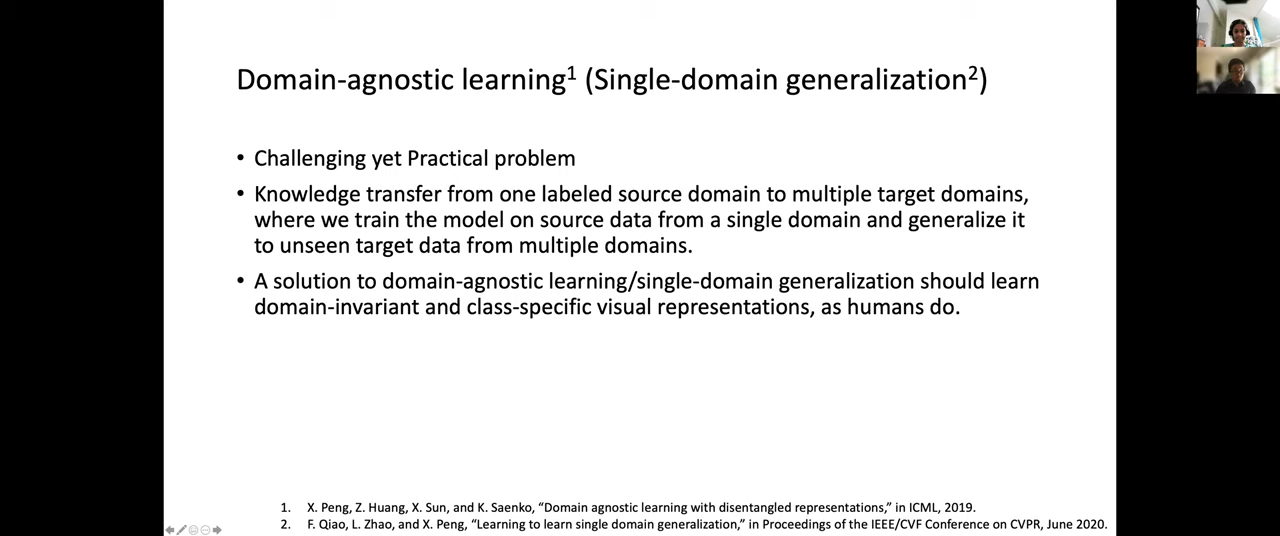 Domain-agnostic learning¹ (Single-domain generalization²)
• Challenging yet Practical problem
• Knowledge transfer from one labeled source domain to multiple target domains,
where we train the model on source data from a single domain and generalize it
to unseen target data from multiple domains.
• A solution to domain-agnostic learning/single-domain generalization should learn
domain-invariant and class-specific visual representations, as humans do.
1. X. Peng, Z. Huang, X. Sun, and K. Saenko, “Domain agnostic learning with disentangled representations,” in ICML, 2019.
2. F. Qiao, L. Zhao, and X. Peng, “Learning to learn single domain generalization,” in Proceedings of the IEEE/CVF Conference on CVPR, June 2020.